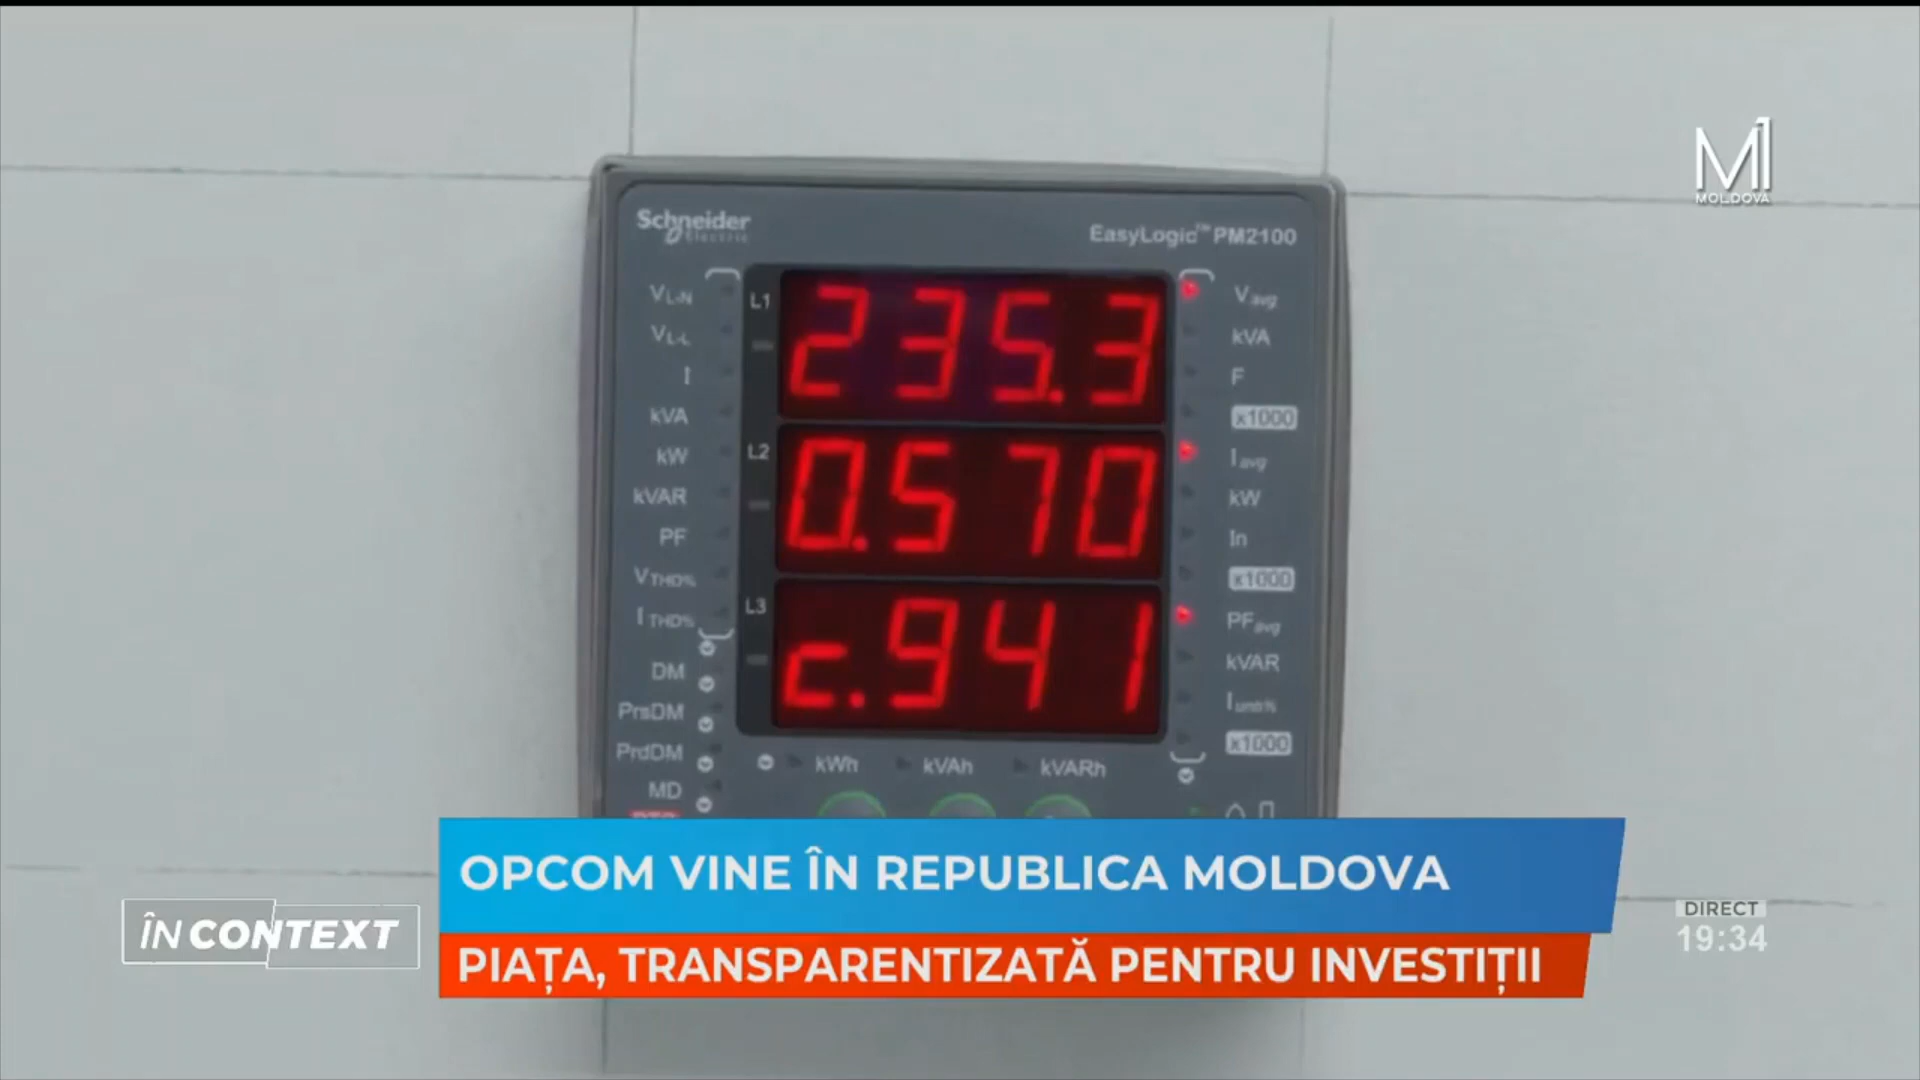 M1
MOLDOVA
Schneider
Electric
EasyLogic™ PM2100
VL-N
VL-L
I
kVA
kW
kVAR
PF
VTHD%
ITHD%
DM
PrsDM
PrdDM
MD
L1
235.3
L2
0.570
L3
c.941
Vavg
kVA
F
x1000
Iavg
kW
In
x1000
PFavg
kVAR
Iunb%
x1000
kWh kVAh kVARh
OPCOM VINE ÎN REPUBLICA MOLDOVA
PIAȚA, TRANSPARENTIZATĂ PENTRU INVESTIȚII
ÎN CONTEXT
DIRECT
19:34